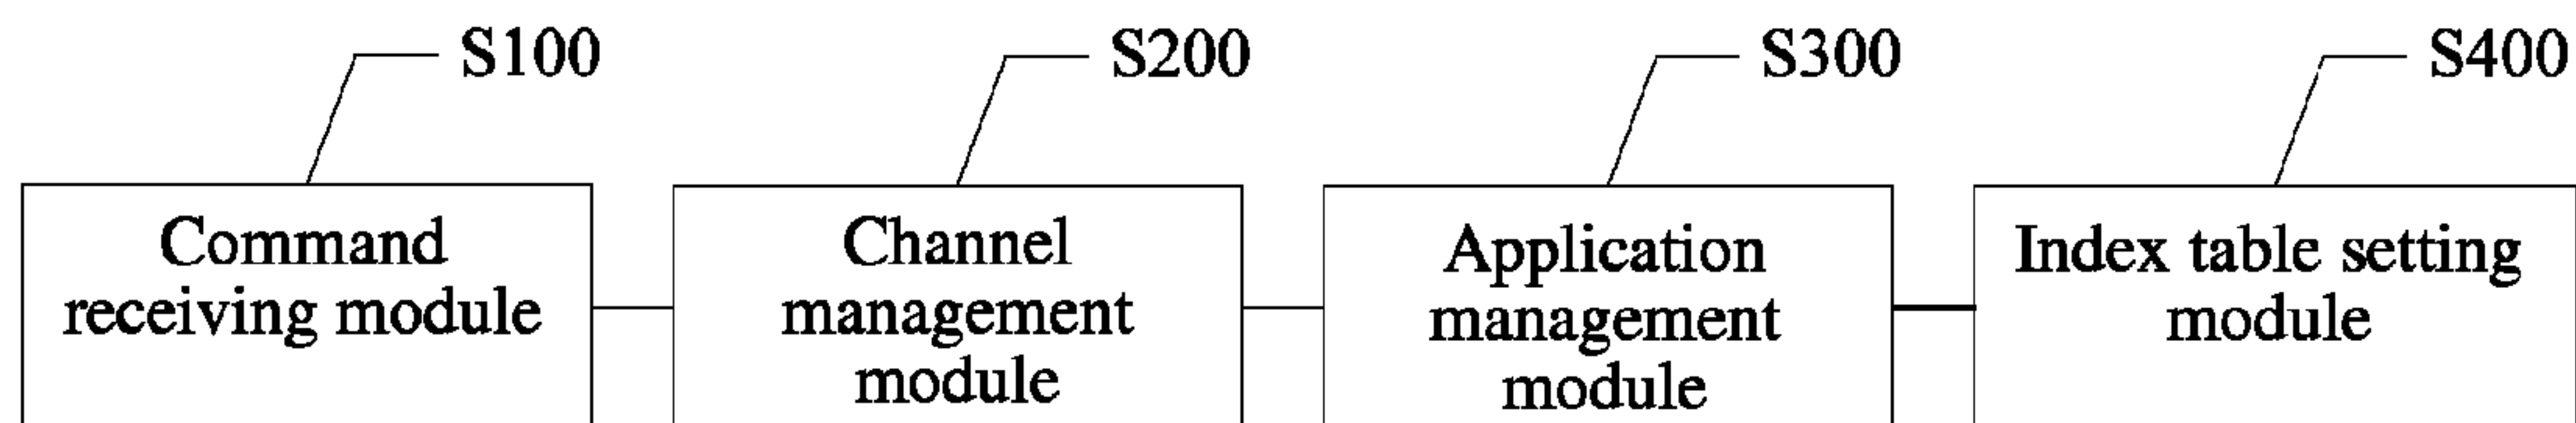 S100
S200
S300
S400
Command
receiving module
Channel
management
module
Application
management
module
Index table setting
module